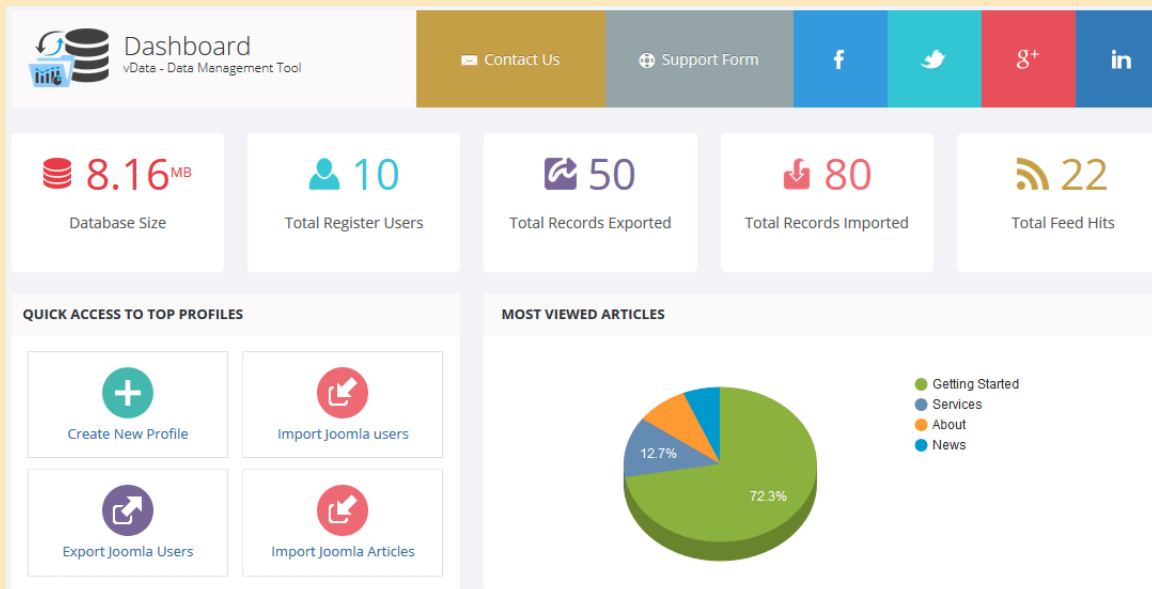 Dashboard
vData - Data Management Tool
Contact Us
Support Form
f
g+
in
8.16 MB
Database Size
10
Total Register Users
50
Total Records Exported
80
Total Records Imported
22
Total Feed Hits
QUICK ACCESS TO TOP PROFILES
Create New Profile
Import Joomla users
Export Joomla Users
Import Joomla Articles
MOST VIEWED ARTICLES
12.7%
72.3%
Getting Started
Services
About
News